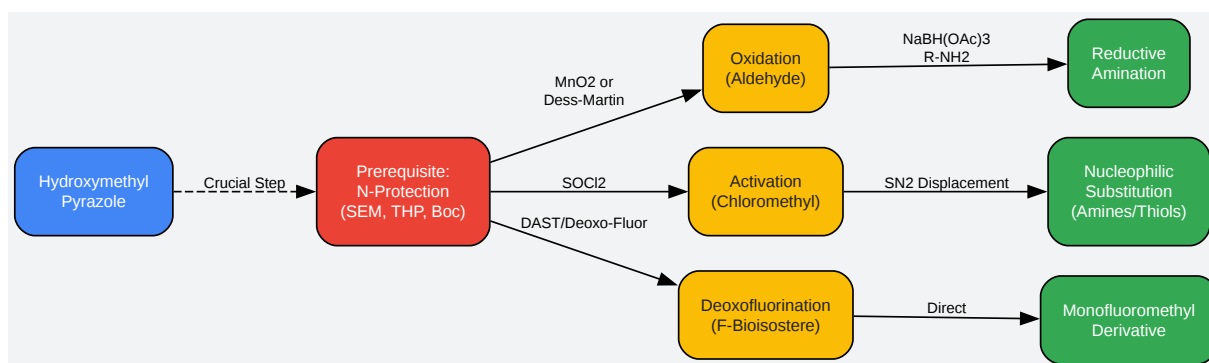 Hydroxymethyl
Pyrazole
Crucial Step
Prerequisite:
N-Protection
(SEM, THP, Boc)
MnO2 or
Dess-Martin
Oxidation
(Aldehyde)
NaBH(OAc)3
R-NH2
Reductive
Amination
SOCl2
Activation
(Chloromethyl)
SN2 Displacement
Nucleophilic
Substitution
(Amines/Thiols)
DAST/Deoxo-Fluor
Deoxofluorination
(F-Bioisostere)
Direct
Monofluoromethyl
Derivative